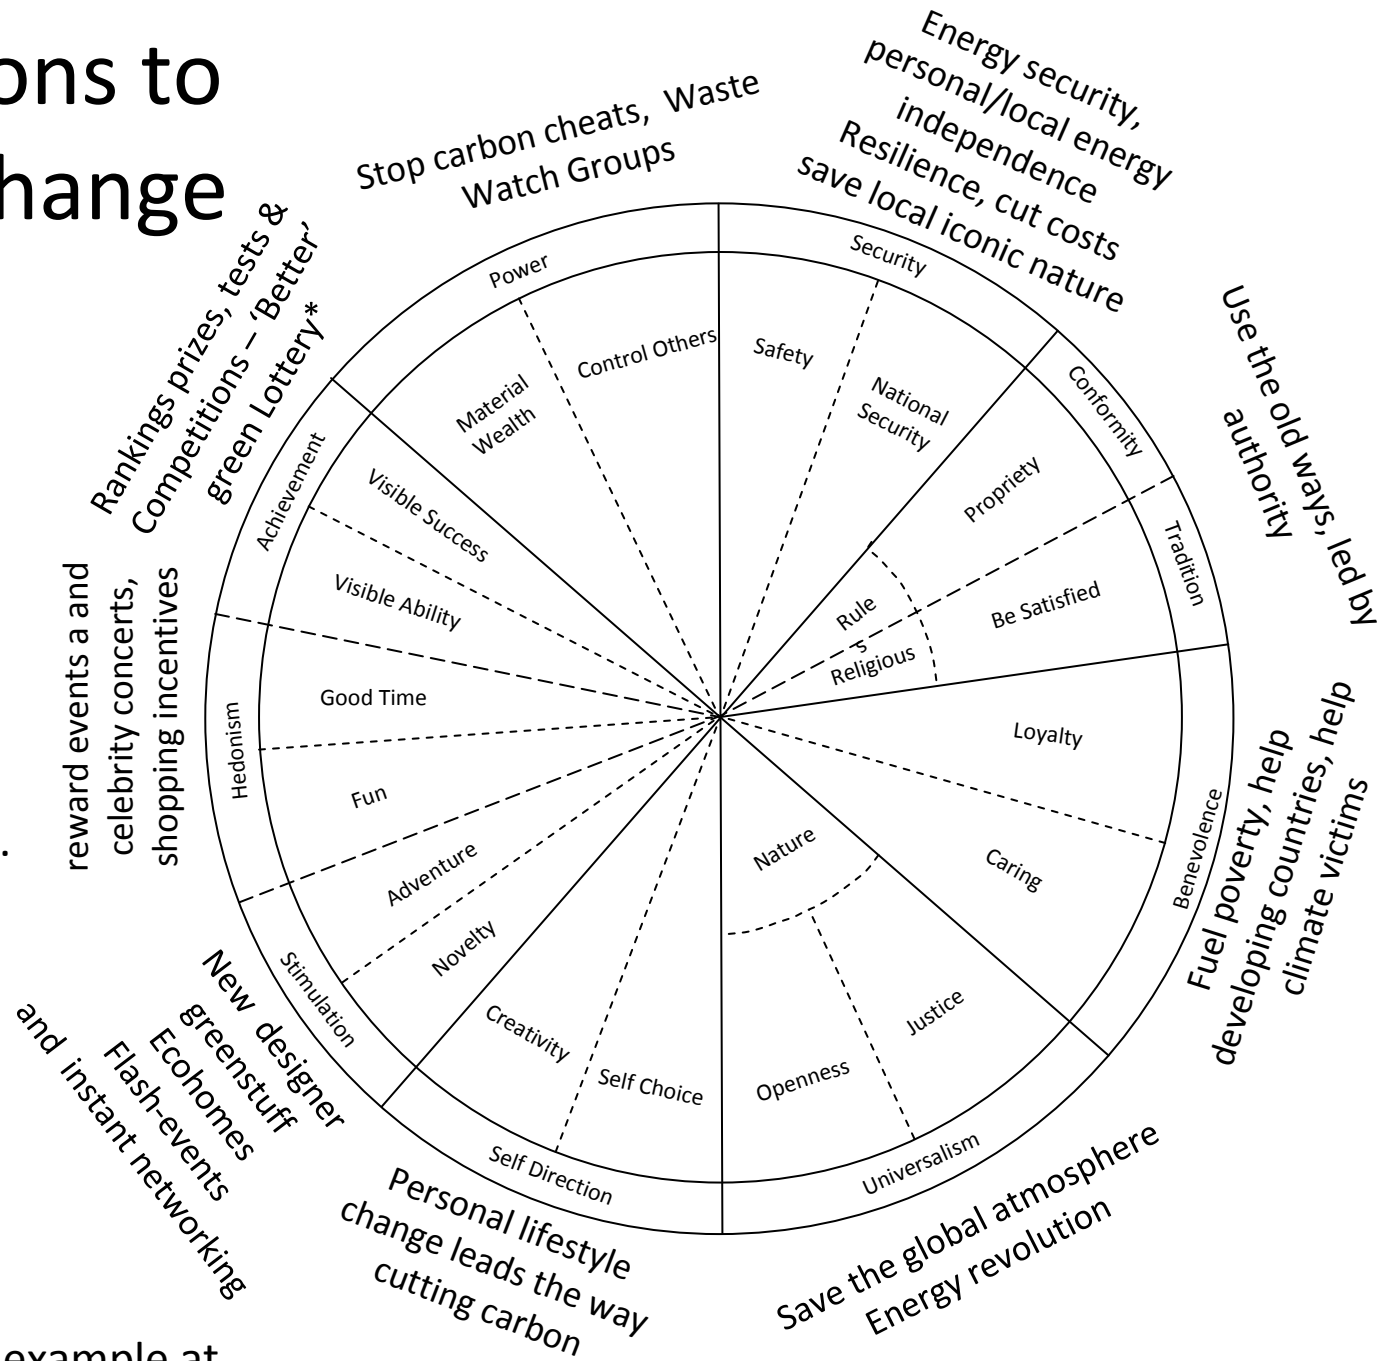 ons to
hange
Stop carbon cheats,  Waste
Watch Groups
Energy security,
personal/local energy
independence
Resilience, cut costs
save local iconic nature
Use the old ways, led by
authority
Fuel poverty, help
developing countries, help
climate victims
Save the global atmosphere
Energy revolution
Personal lifestyle
change leads the way
cutting carbon
New  designer
greenstuff
Ecohomes
Flash-events
and  instant networking
reward events a and
celebrity concerts,
shopping incentives
Rankings prizes, tests &
Competitions – ‘Better’
green Lottery*
Power
Security
Conformity
Tradition
Benevolence
Universalism
Self Direction
Stimulation
Hedonism
Achievement
Control Others
Material
Wealth
Safety
National
Security
Propriety
Rule
s
Religious
Be Satisfied
Loyalty
Caring
Nature
Justice
Openness
Self Choice
Creativity
Novelty
Adventure
Fun
Good Time
Visible Ability
Visible Success
.
example at